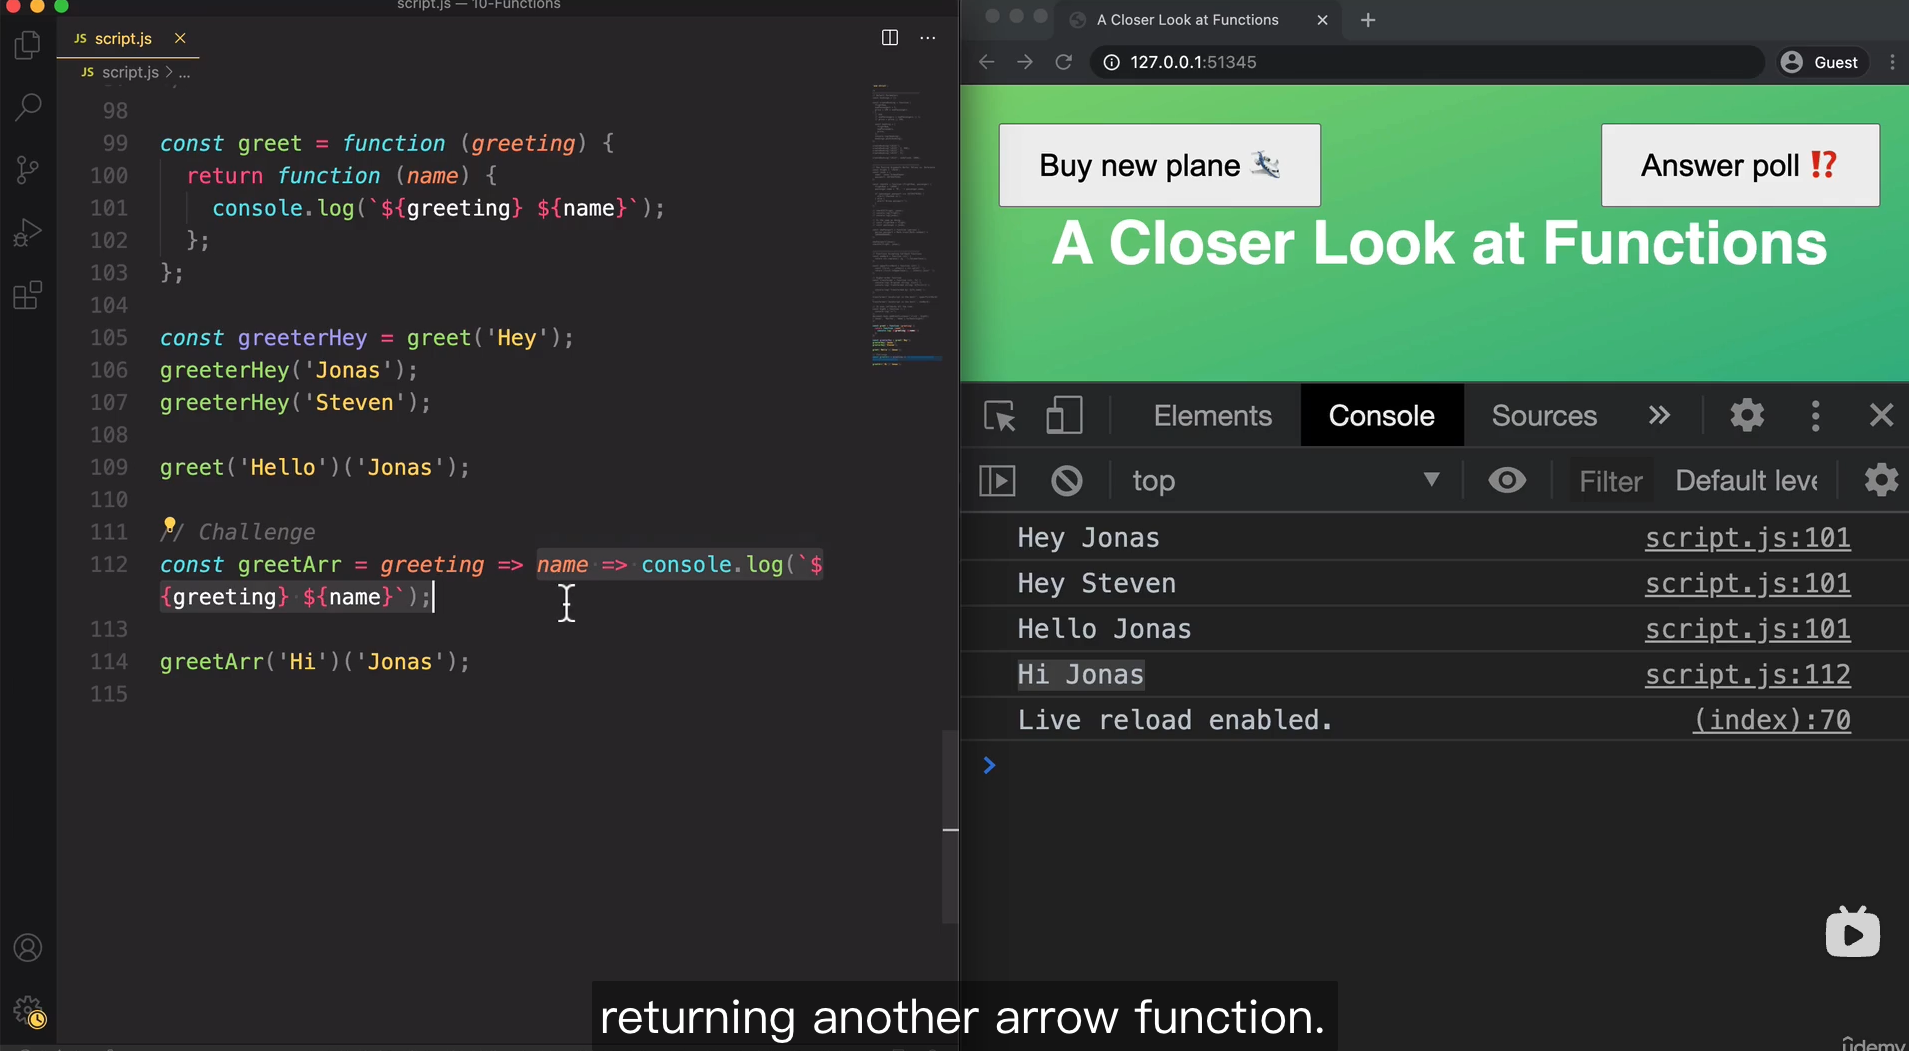 script.js — 10-Functions
JS script.js
JS script.js > ...
98
99 const greet = function (greeting) {
100 return function (name) {
101 console.log(`${greeting} ${name}`);
102 };
103 };
104
105 const greeterHey = greet('Hey');
106 greeterHey('Jonas');
107 greeterHey('Steven');
108
109 greet('Hello')('Jonas');
110
111 // Challenge
112 const greetArr = greeting => name => console.log(`$
{greeting} ${name}`);
113
114 greetArr('Hi')('Jonas');
115
A Closer Look at Functions
127.0.0.1:51345
Guest
Buy new plane 🛩
Answer poll ⁉️
A Closer Look at Functions
Elements Console Sources
top Filter Default leve
Hey Jonas script.js:101
Hey Steven script.js:101
Hello Jonas script.js:101
Hi Jonas script.js:112
Live reload enabled. (index):70
returning another arrow function.
ûdemy